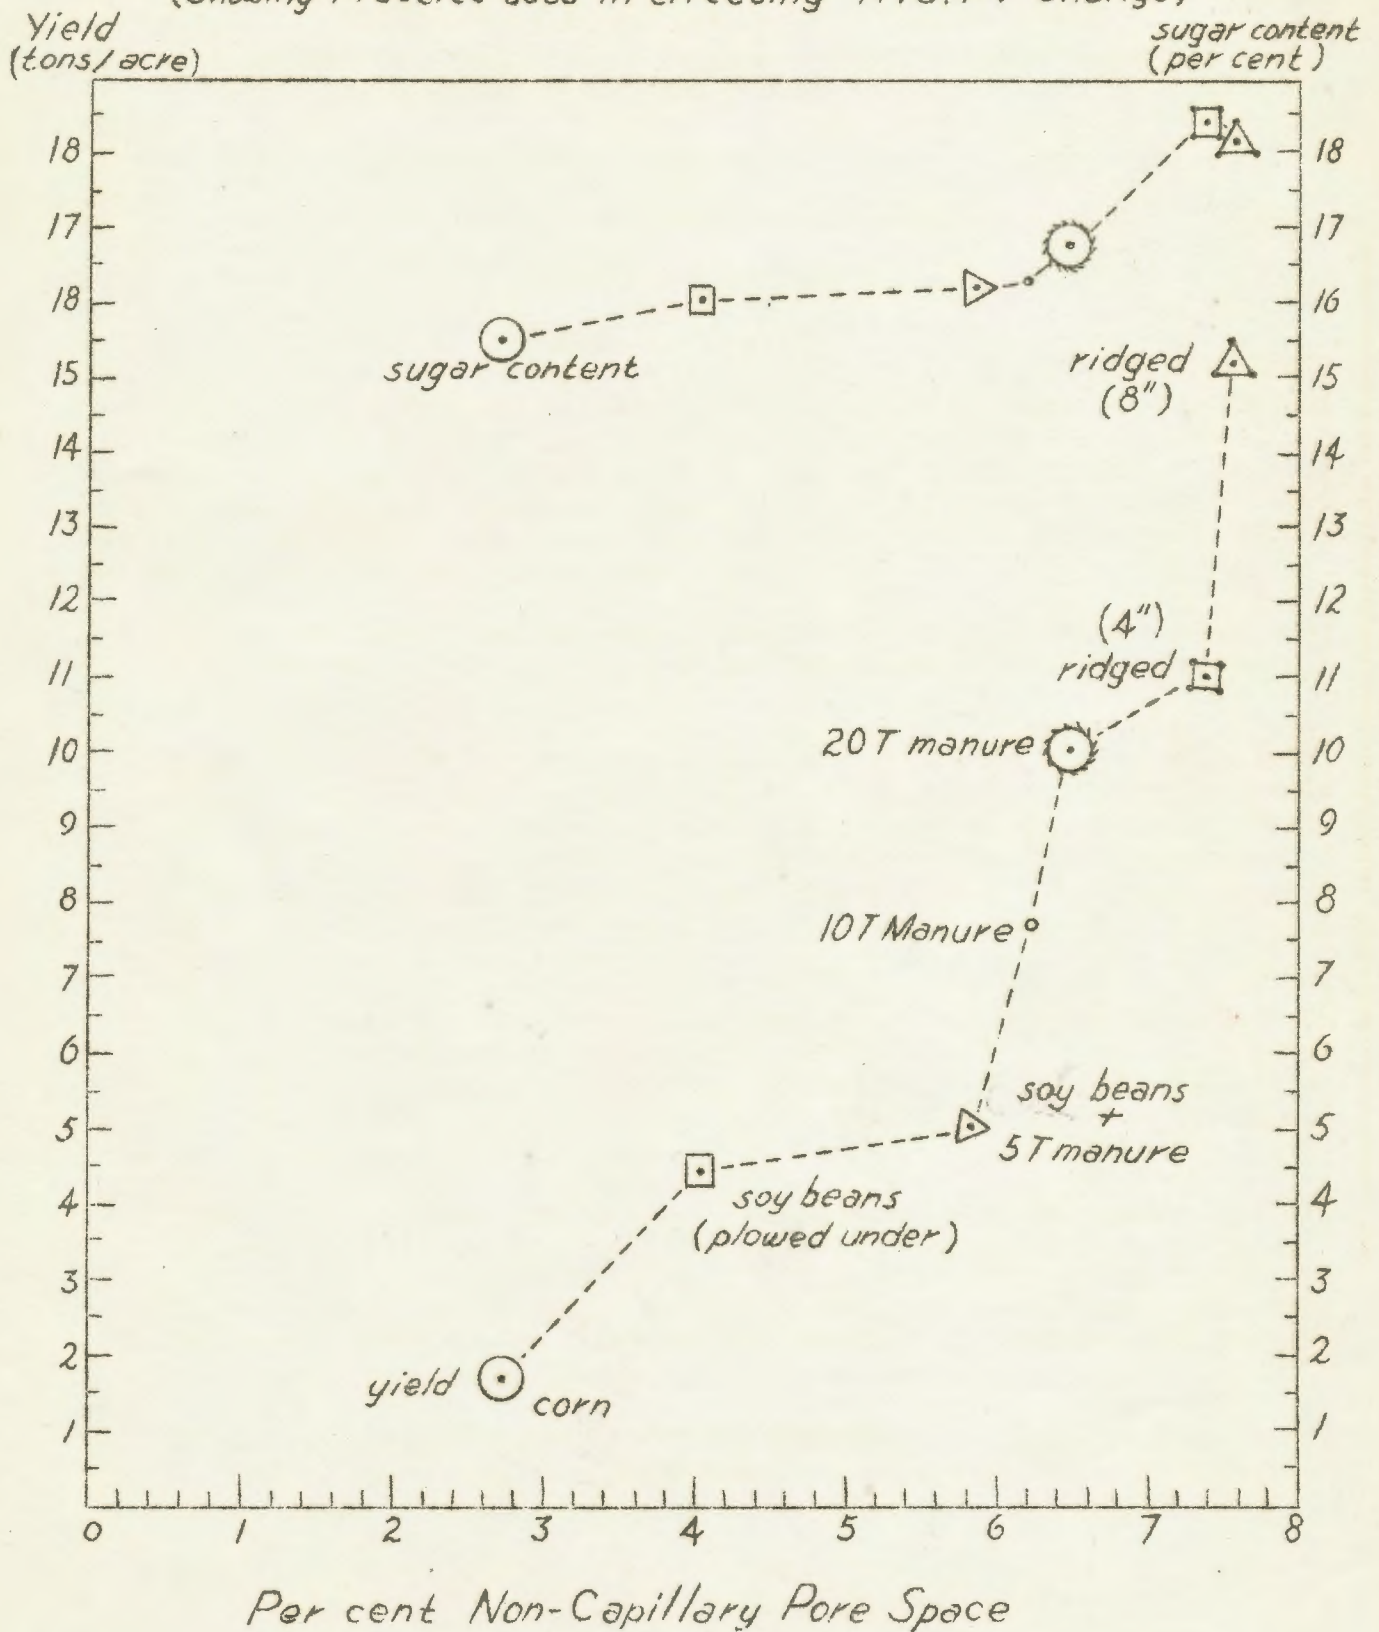 Yield
(tons/acre)
sugar content
(per cent)
18
17
18
15
14
13
12
11
10
9
8
7
6
5
4
3
2
1
18
17
16
15
14
13
12
11
10
9
8
7
6
5
4
3
2
1
sugar content
ridged
(8")
(4")
ridged
20 T manure
10 T Manure
soy beans
+
5 T manure
soy beans
(plowed under)
yield
corn
0 1 2 3 4 5 6 7 8
Per cent Non-Capillary Pore Space